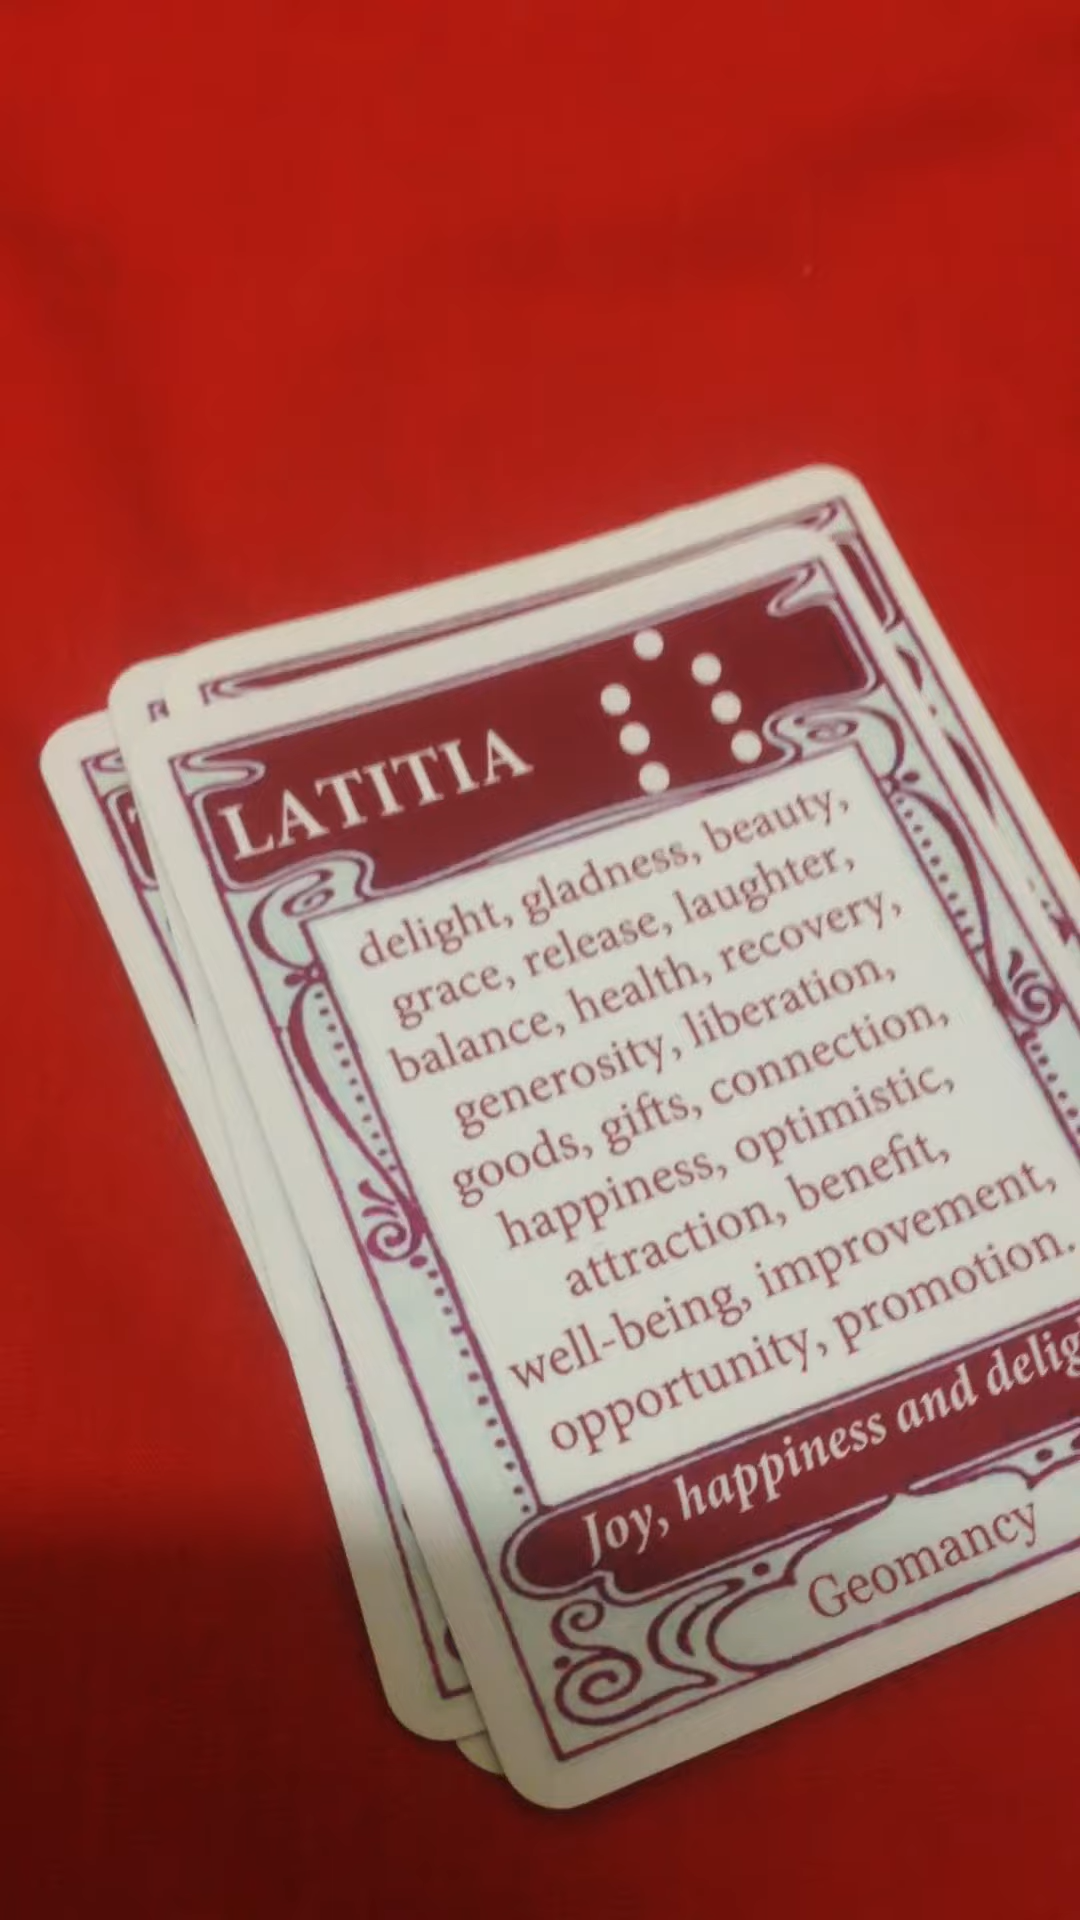 LATITIA
delight, gladness, beauty,
grace, release, laughter,
balance, health, recovery,
generosity, liberation,
goods, gifts, connection,
happiness, optimistic,
attraction, benefit,
well-being, improvement,
opportunity, promotion.
Joy, happiness and
Geomancy